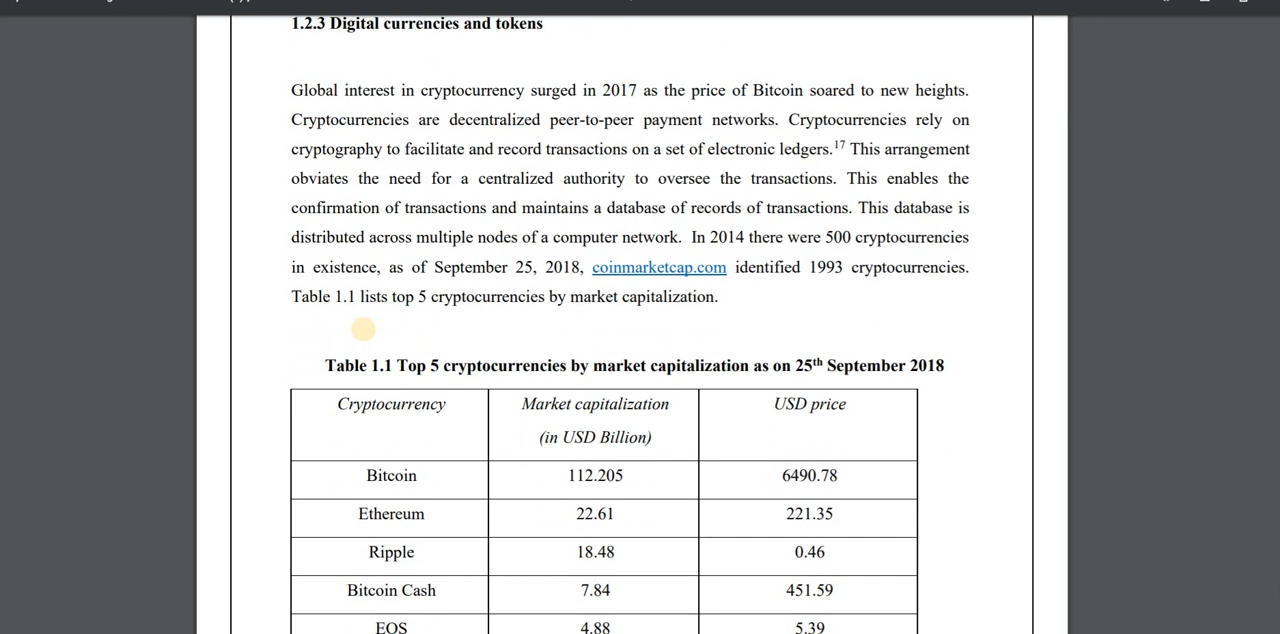 1.2.3 Digital currencies and tokens
Global interest in cryptocurrency surged in 2017 as the price of Bitcoin soared to new heights.
Cryptocurrencies are decentralized peer-to-peer payment networks. Cryptocurrencies rely on
cryptography to facilitate and record transactions on a set of electronic ledgers.17 This arrangement
obviates the need for a centralized authority to oversee the transactions. This enables the
confirmation of transactions and maintains a database of records of transactions. This database is
distributed across multiple nodes of a computer network. In 2014 there were 500 cryptocurrencies
in existence, as of September 25, 2018, coinmarketcap.com identified 1993 cryptocurrencies.
Table 1.1 lists top 5 cryptocurrencies by market capitalization.
Table 1.1 Top 5 cryptocurrencies by market capitalization as on 25th September 2018
Cryptocurrency Market capitalization USD price
(in USD Billion)
Bitcoin 112.205 6490.78
Ethereum 22.61 221.35
Ripple 18.48 0.46
Bitcoin Cash 7.84 451.59
EOS 4.88 5.39